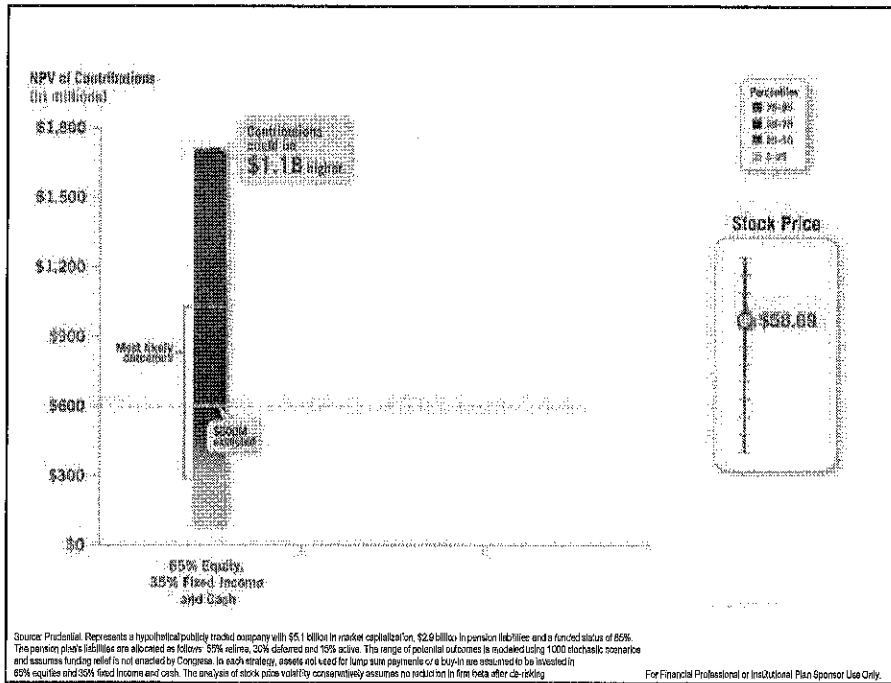 NPV of Contributions
(in millions)
$1,800
$1,500
$1,200
$900
$600
$300
$0
Contributions
could be
$1.1B higher
Most likely
outcomes
$600M
expected
65% Equity,
35% Fixed Income
and Cash
Percentiles
Stock Price
Source: Prudential. Represents a hypothetical publicly traded company with $5.1 billion in market capitalization, $2.9 billion in pension liabilities and a funded status of 85%.
The pension plan's liabilities are allocated as follows: 55% retiree, 30% deferred and 15% active. The range of potential outcomes is modeled using 1000 stochastic scenarios
and assumes funding relief is not enacted by Congress. In each strategy, assets not used for lump sum payments or a buy-in are assumed to be invested in
65% equities and 35% fixed income and cash. The analysis of stock price volatility conservatively assumes no reduction in firm beta after de-risking
For Financial Professional or Institutional Plan Sponsor Use Only.